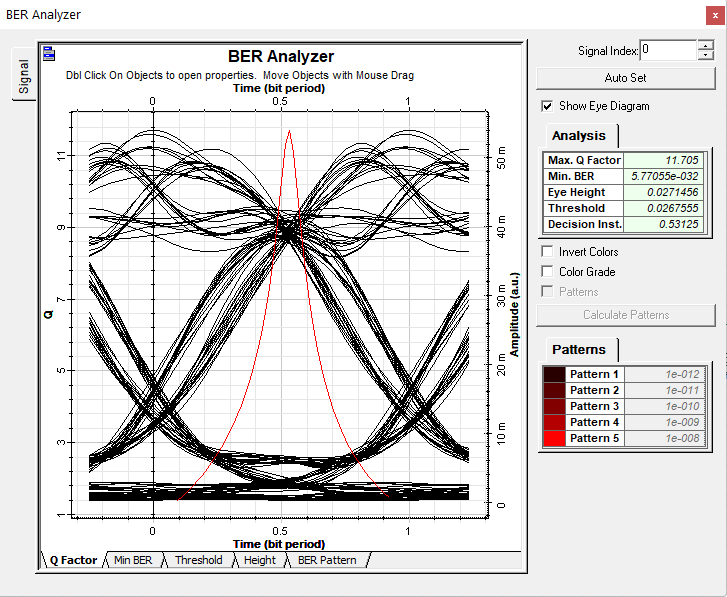 BER Analyzer
x
Signal
BER Analyzer
Dbl Click On Objects to open properties. Move Objects with Mouse Drag
Time (bit period)
0 0.5 1
Q
1 3 5 7 9 11
Amplitude (a.u.)
0 10 m 20 m 30 m 40 m 50 m
0 0.5 1
Time (bit period)
Q Factor Min BER Threshold Height BER Pattern
Signal Index: 0
Auto Set
Show Eye Diagram
Analysis
Max. Q Factor 11.705
Min. BER 5.77055e-032
Eye Height 0.0271456
Threshold 0.0267555
Decision Inst. 0.53125
Invert Colors
Color Grade
Patterns
Calculate Patterns
Patterns
Pattern 1 1e-012
Pattern 2 1e-011
Pattern 3 1e-010
Pattern 4 1e-009
Pattern 5 1e-008